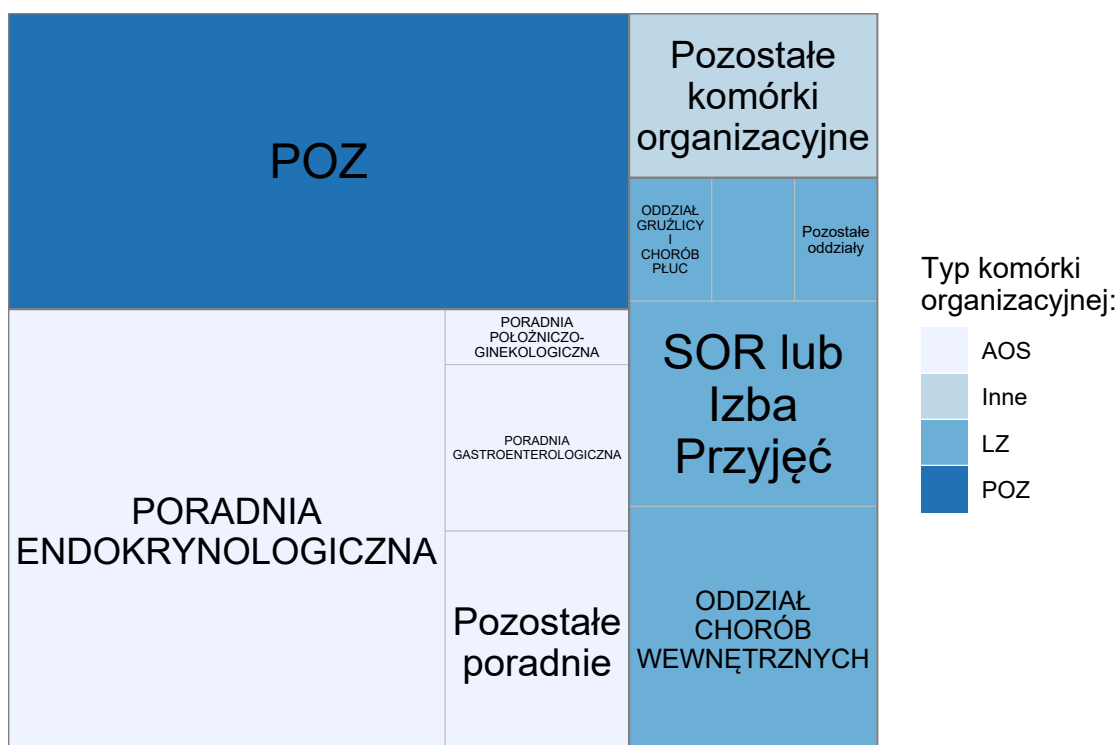 POZ
Pozostałe
komórki
organizacyjne
ODDZIAŁ
GRUŹLICY
I
CHORÓB
PŁUC
Pozostałe
oddziały
PORADNIA
POŁOŻNICZO-
GINEKOLOGICZNA
SOR lub
Izba
Przyjęć
PORADNIA
GASTROENTEROLOGICZNA
PORADNIA
ENDOKRYNOLOGICZNA
Pozostałe
poradnie
ODDZIAŁ
CHORÓB
WEWNĘTRZNYCH
Typ komórki
organizacyjnej:
AOS
Inne
LZ
POZ